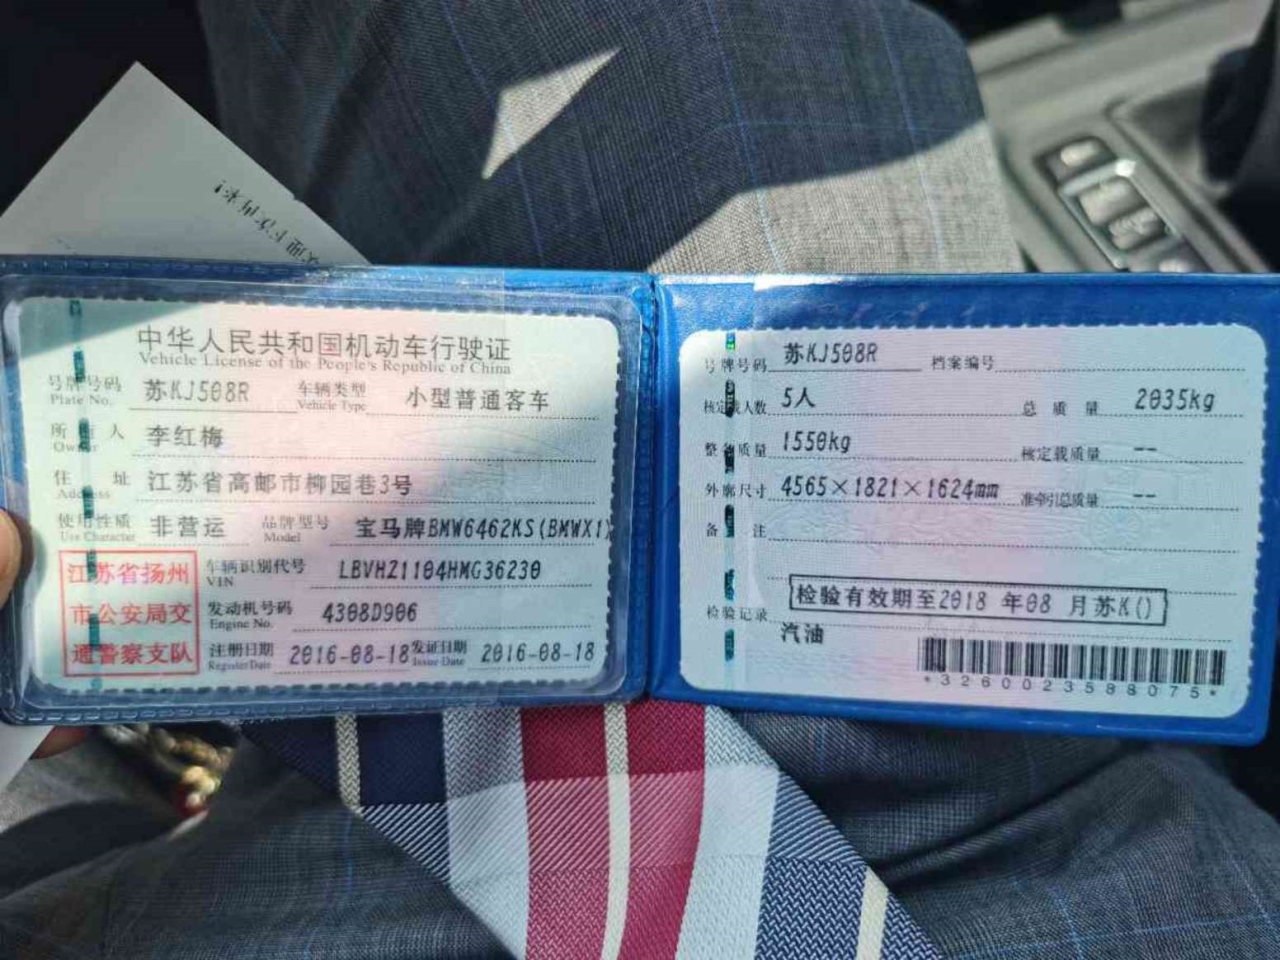 欢迎下次再来!
中华人民共和国机动车行驶证
Vehicle License of the People's Republic of China
号牌号码 苏KJ508R 车辆类型 小型普通客车
Plate No. Vehicle Type
所 人 李红梅
Owner
住 址 江苏省高邮市柳园巷3号
Address
使用性质 非营运 品牌型号 宝马牌BMW6462KS(BMWX1)
Use Character Model
江苏省扬州
市公安局交
通警察支队
车辆识别代号 LBVHZ1104HMG36230
VIN
发动机号码 4308D906
Engine No.
注册日期 2016-08-18 发证日期 2016-08-18
Register Date Issue Date
号牌号码 苏KJ508R 档案编号
核定载人数 5人 总 质 量 2035kg
整备质量 1550kg 核定载质量 --
外廓尺寸 4565×1821×1624mm 准牵引总质量 --
备 注
检验记录 检验有效期至2018 年08 月苏K()
汽油
*3260023588075*